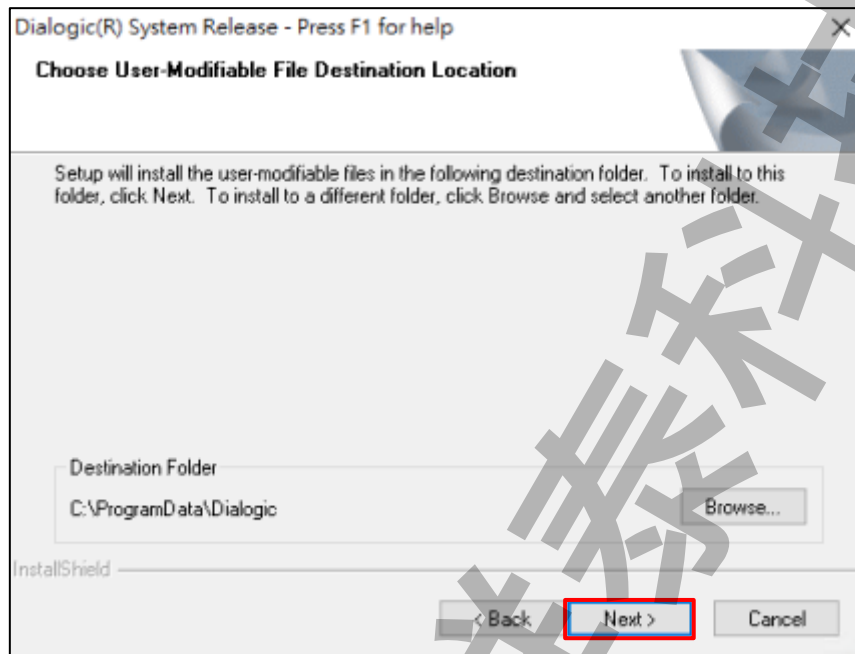 Dialogic(R) System Release - Press F1 for help
Choose User-Modifiable File Destination Location
Setup will install the user-modifiable files in the following destination folder. To install to this
folder, click Next. To install to a different folder, click Browse and select another folder.
Destination Folder
C:\ProgramData\Dialogic
Browse...
InstallShield
< Back
Next >
Cancel
泰科